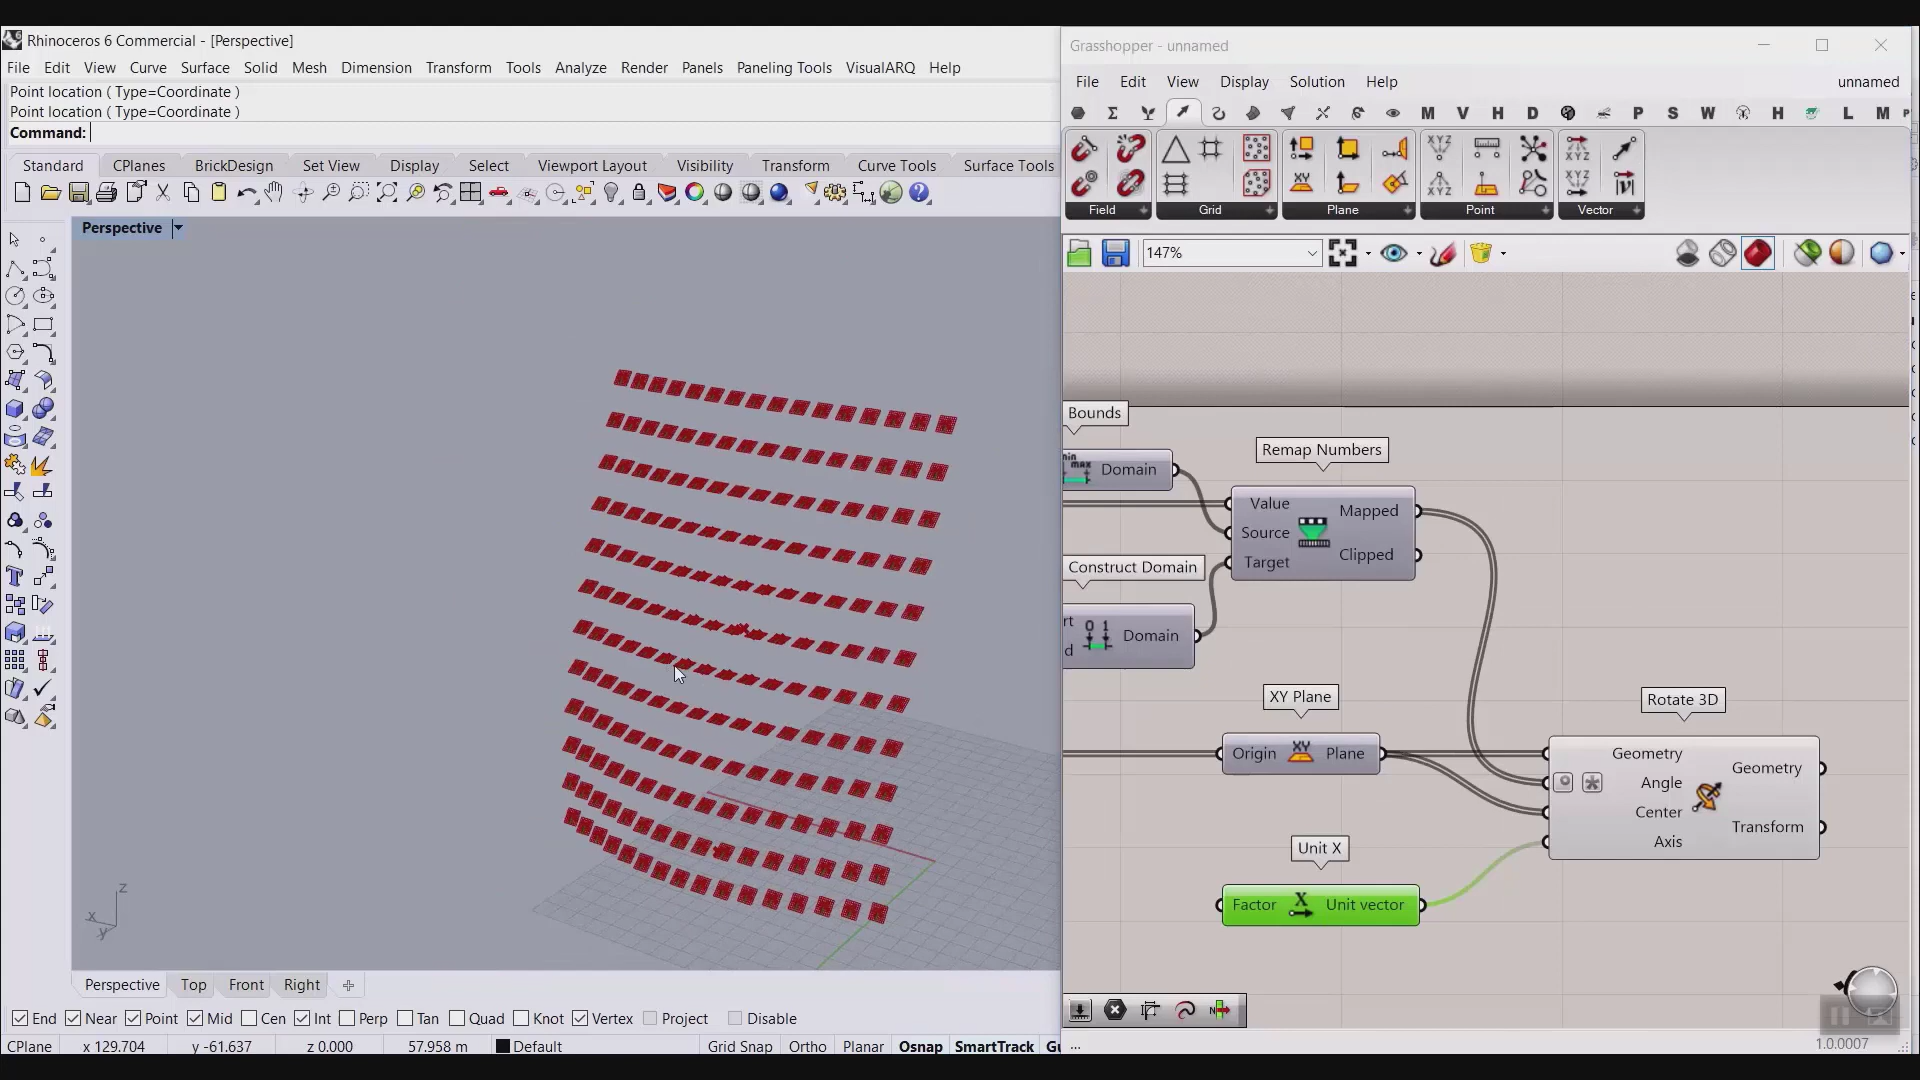 Rhinoceros 6 Commercial - [Perspective]
File Edit View Curve Surface Solid Mesh Dimension Transform Tools Analyze Render Panels Paneling Tools VisualARQ Help
Point location ( Type=Coordinate )
Point location ( Type=Coordinate )
Command:
Standard CPlanes BrickDesign Set View Display Select Viewport Layout Visibility Transform Curve Tools Surface Tools
Perspective
z
x
y
Perspective Top Front Right
End Near Point Mid Cen Int Perp Tan Quad Knot Vertex Project Disable
CPlane x 129.704 y -61.637 z 0.000 57.958 m Default Grid Snap Ortho Planar Osnap SmartTrack Gu
Grasshopper - unnamed
File Edit View Display Solution Help unnamed
M V H D P S W H L M
Field Grid Plane Point Vector
147%
Bounds
Domain
Remap Numbers
Value Mapped
Source
Target Clipped
Construct Domain
rt
d
0 1
Domain
XY Plane
Origin XY Plane
Rotate 3D
Geometry Geometry
Angle
Center
Axis Transform
Unit X
Factor X Unit vector
...
1.0.0007